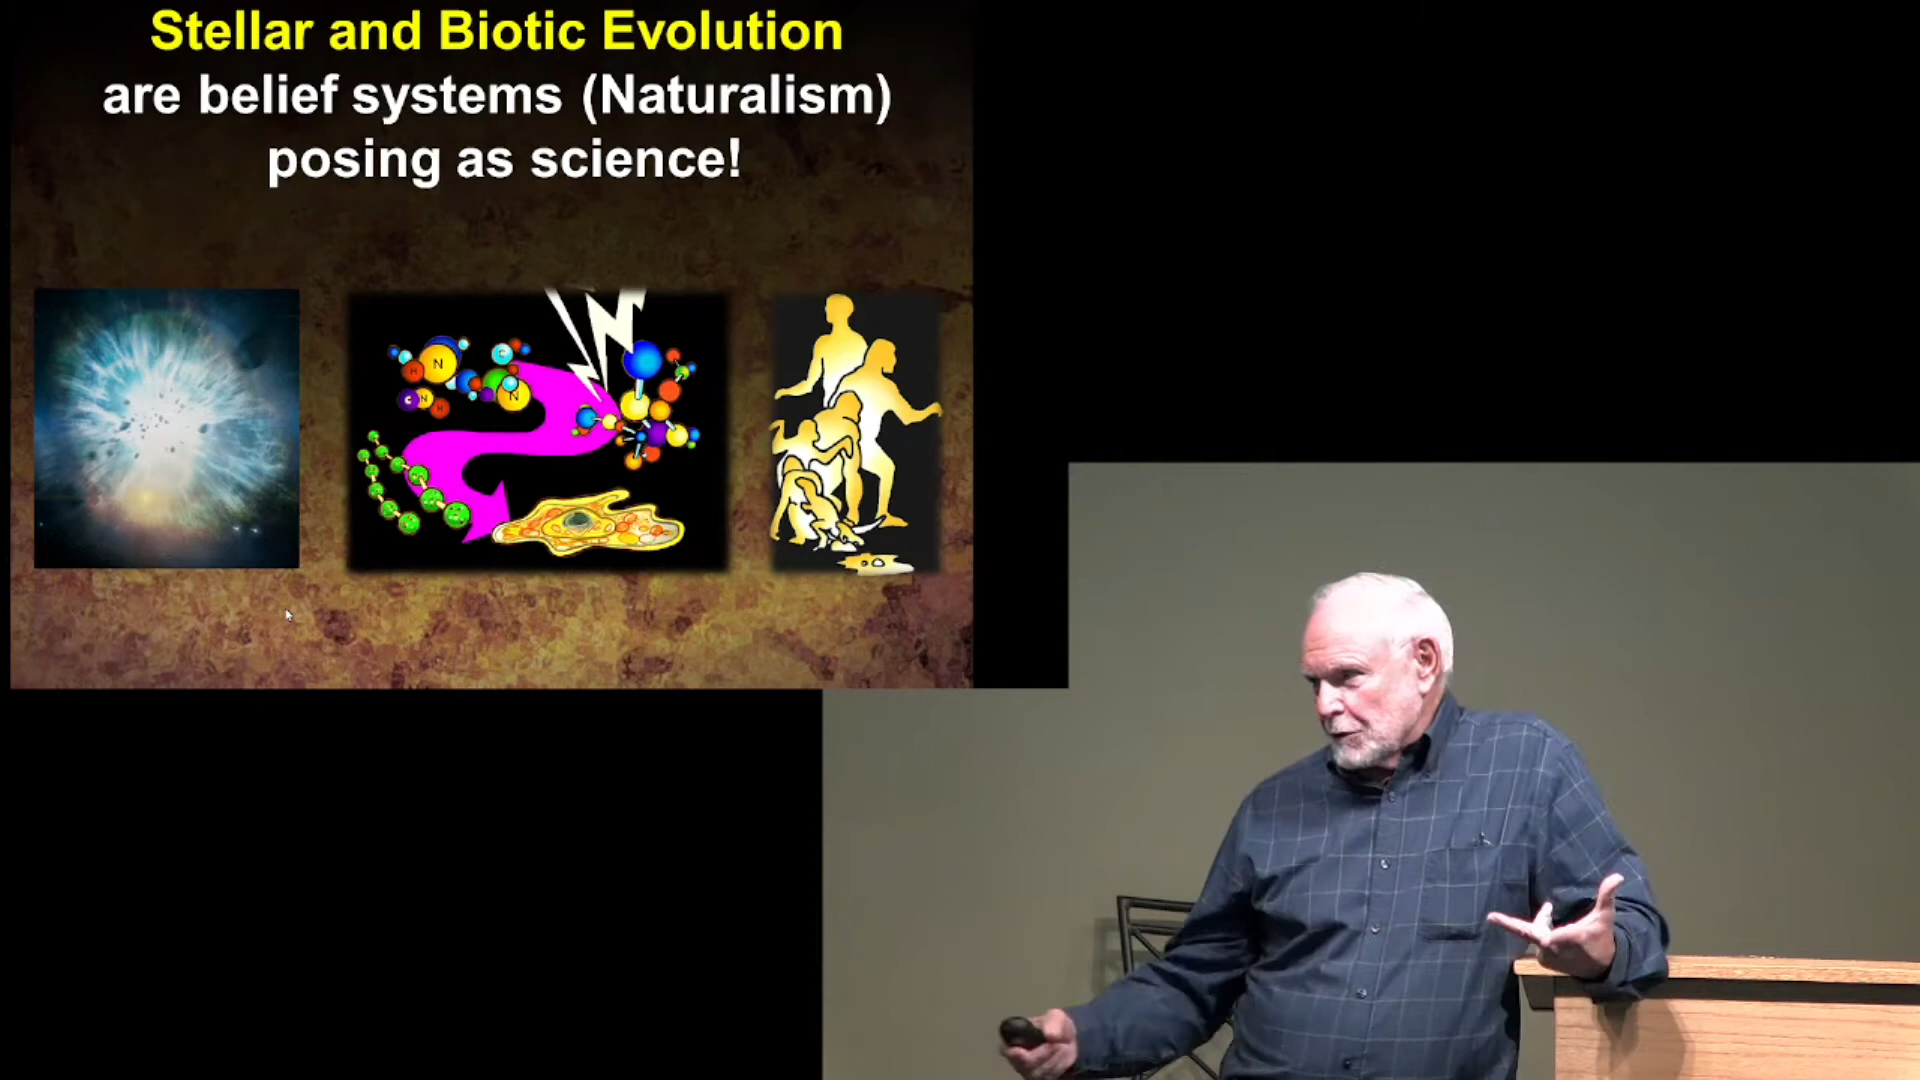 Stellar and Biotic Evolution
are belief systems (Naturalism)
posing as science!
N
C
H
N
C
N
H